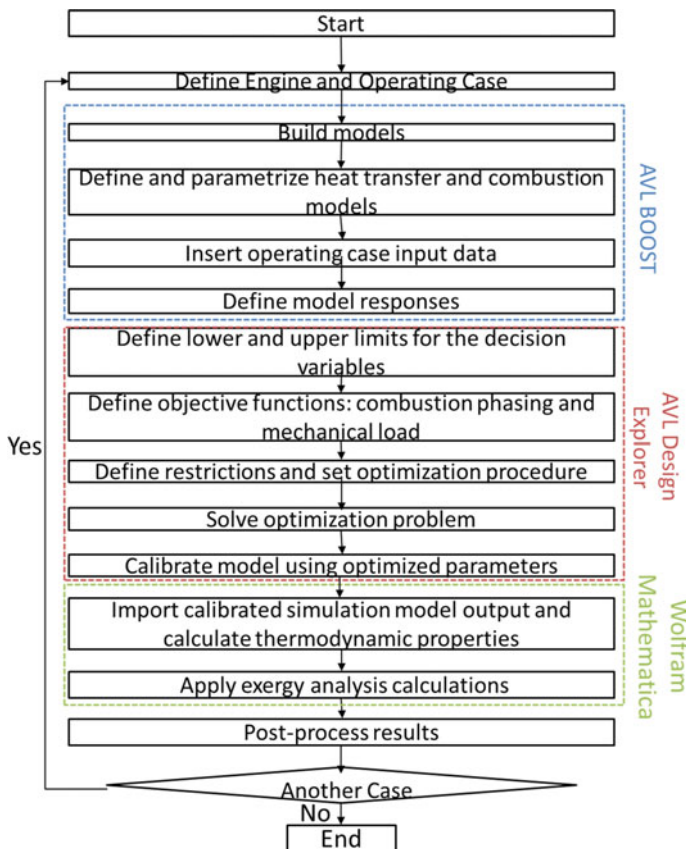 Start
Define Engine and Operating Case
Build models
Define and parametrize heat transfer and combustion
models
Insert operating case input data
Define model responses
AVL BOOST
Define lower and upper limits for the decision
variables
Define objective functions: combustion phasing and
mechanical load
Define restrictions and set optimization procedure
Solve optimization problem
Calibrate model using optimized parameters
AVL Design
Explorer
Yes
Import calibrated simulation model output and
calculate thermodynamic properties
Apply exergy analysis calculations
Wolfram
Mathematica
Post-process results
Another Case
No
End